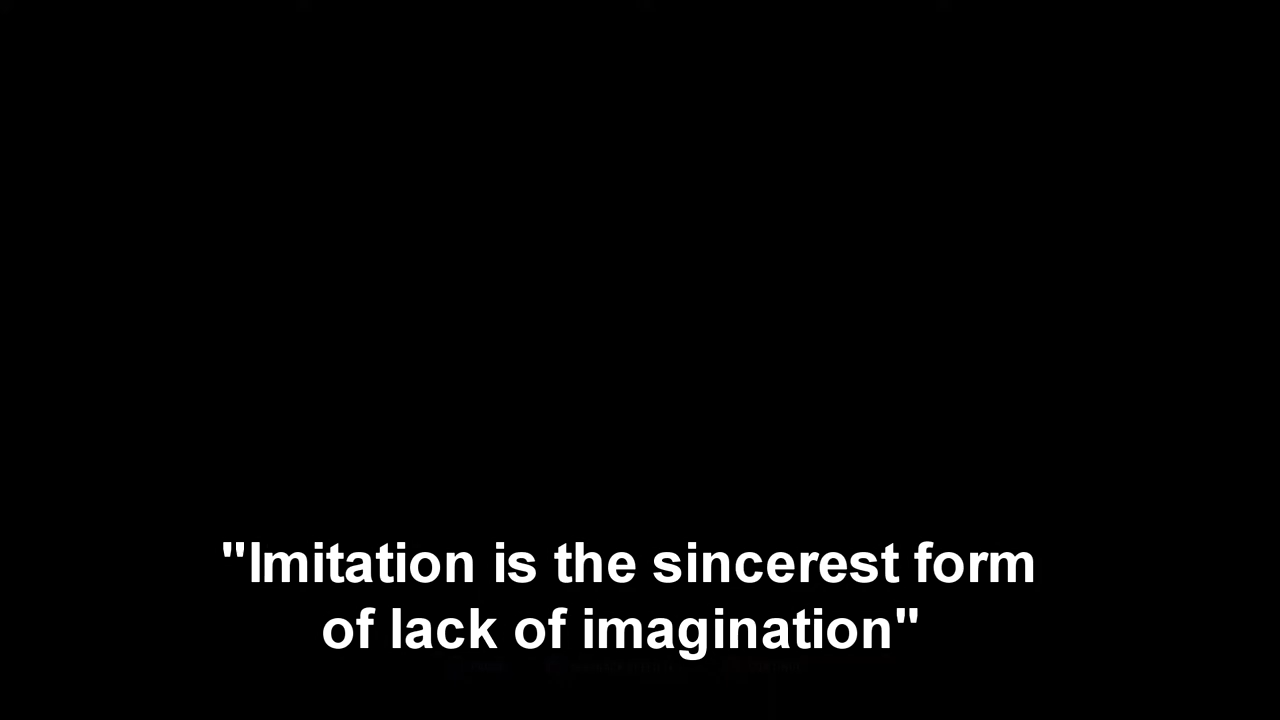 "Imitation is the sincerest form
of lack of imagination"